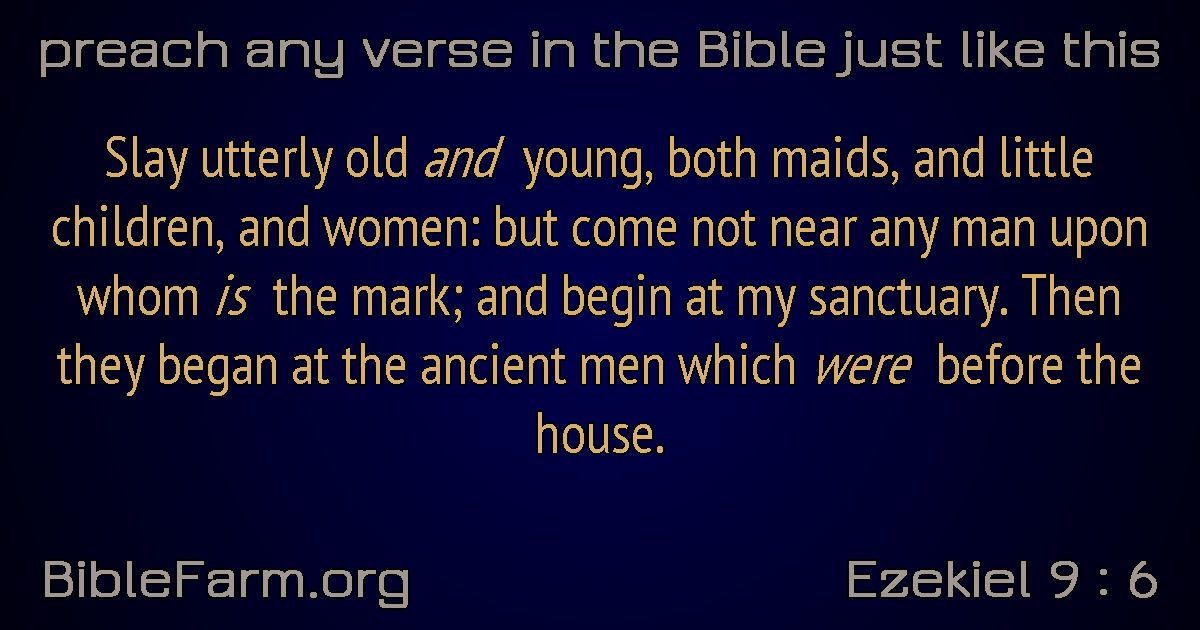 preach any verse in the Bible just like this
Slay utterly old and young, both maids, and little
children, and women: but come not near any man upon
whom is the mark; and begin at my sanctuary. Then
they began at the ancient men which were before the
house.
BibleFarm.org
Ezekiel 9 : 6